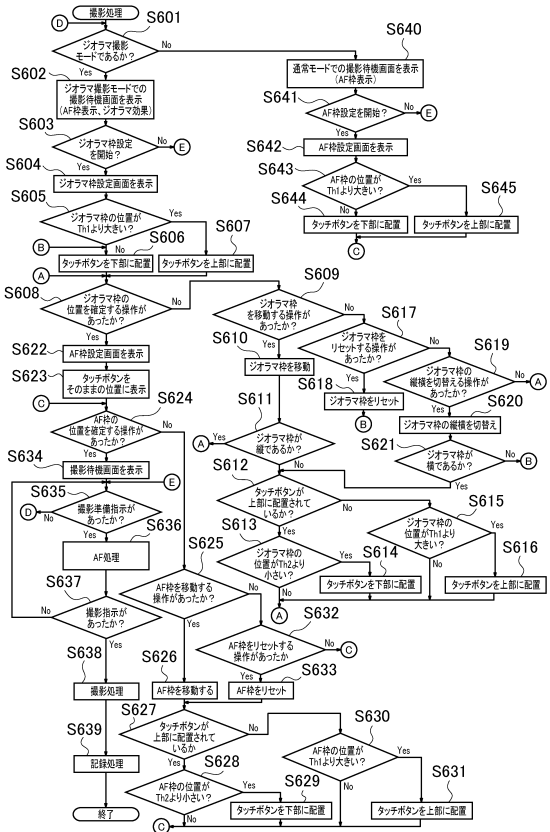 撮影処理
D
S601
ジオラマ撮影
モードであるか?
No
Yes
S602
ジオラマ撮影モードでの
撮影待機画面を表示
(AF枠表示、ジオラマ効果)
S603
ジオラマ枠設定
を開始?
No
E
Yes
S604
ジオラマ枠設定画面を表示
S605
ジオラマ枠の位置が
Th1より大きい?
Yes
No
B
S606
タッチボタンを下部に配置
S607
タッチボタンを上部に配置
A
S608
ジオラマ枠の
位置を確定する操作が
あったか?
No
Yes
S622
AF枠設定画面を表示
S623
タッチボタンを
そのままの位置に表示
C
S624
AF枠の
位置を確定する操作が
あったか?
No
Yes
S634
撮影待機画面を表示
E
S635
撮影準備指示が
あったか?
D
No
Yes
S636
AF処理
S637
撮影指示が
あったか?
No
Yes
S638
撮影処理
S639
記録処理
終了
S640
通常モードでの撮影待機画面を表示
(AF枠表示)
S641
AF枠設定を開始?
No
E
Yes
S642
AF枠設定画面を表示
S643
AF枠の位置が
Th1より大きい?
Yes
No
S644
タッチボタンを下部に配置
S645
タッチボタンを上部に配置
C
S609
ジオラマ枠
を移動する操作が
あったか?
No
Yes
S610
ジオラマ枠を移動
S617
ジオラマ枠を
リセットする操作が
あったか?
No
Yes
S618
ジオラマ枠をリセット
B
S619
ジオラマ枠
の縦横を切替える操作が
あったか?
No
A
Yes
S620
ジオラマ枠の縦横を切替え
S621
ジオラマ枠が
横であるか?
No
B
Yes
S611
ジオラマ枠が
縦であるか?
A
Yes
No
S612
タッチボタンが
上部に配置されて
いるか?
No
Yes
S613
ジオラマ枠の
位置がTh2より
小さい?
Yes
No
S614
タッチボタンを下部に配置
S615
ジオラマ枠の
位置がTh1より
大きい?
Yes
No
S616
タッチボタンを上部に配置
A
S625
AF枠を移動する
操作があったか?
No
Yes
S626
AF枠を移動する
S632
AF枠をリセットする
操作があったか
No
C
Yes
S633
AF枠をリセット
S627
タッチボタンが
上部に配置されて
いるか
No
Yes
S628
AF枠の位置が
Th2より小さい?
Yes
No
S629
タッチボタンを下部に配置
S630
AF枠の位置が
Th1より大きい?
Yes
No
S631
タッチボタンを上部に配置
C